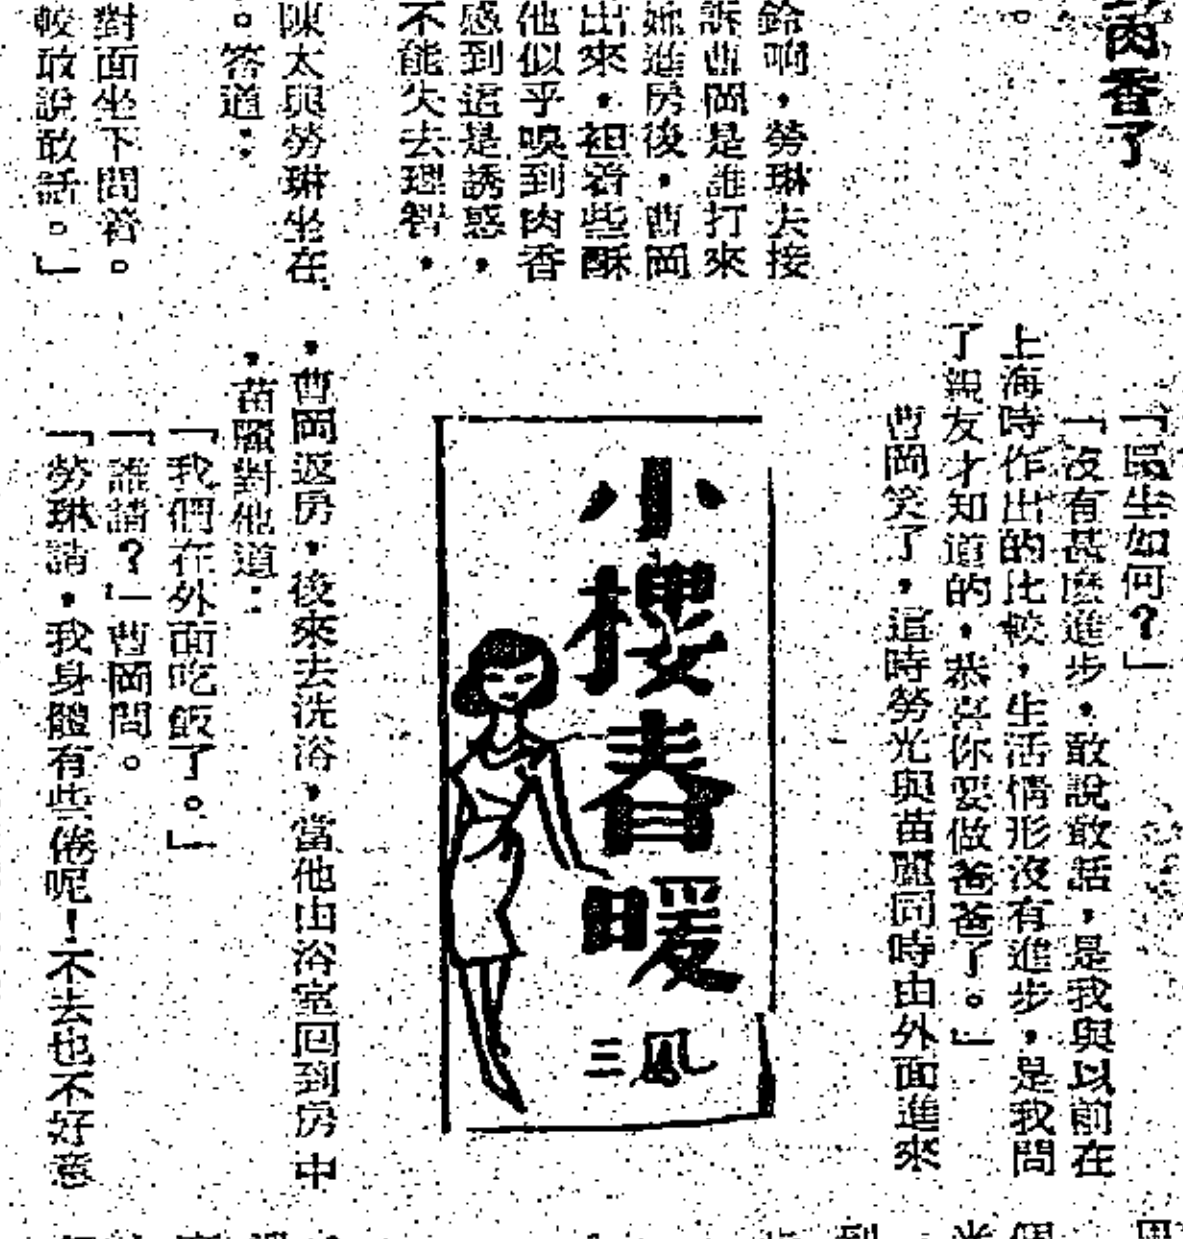 肉香了
。
鈴响，勞琳去接
訴曹岡是誰打來
她進房後，曹岡
出來，袒着些酥
他似乎嗅到肉香
感到這是誘惑，
不能失去理智，
陳太與勞琳坐在
。答道：
對面坐下問着。
較敢說敢話。」
「民生如何？」
「沒有甚麼進步，敢說敢話，是我與以前在
上海時作出的比較，生活情形沒有進步，是我問
了親友才知道的，恭喜你要做爸爸了。」
曹岡笑了，這時勞光與苗麗同時由外面進來
小樓春暖
三鳳
，曹岡返房，後來去洗浴，當他由浴室回到房中
，苗麗對他道：
「我們在外面吃飯了。」
「誰請？」曹岡問。
「勞琳請，我身體有些倦呢！不去也不好意